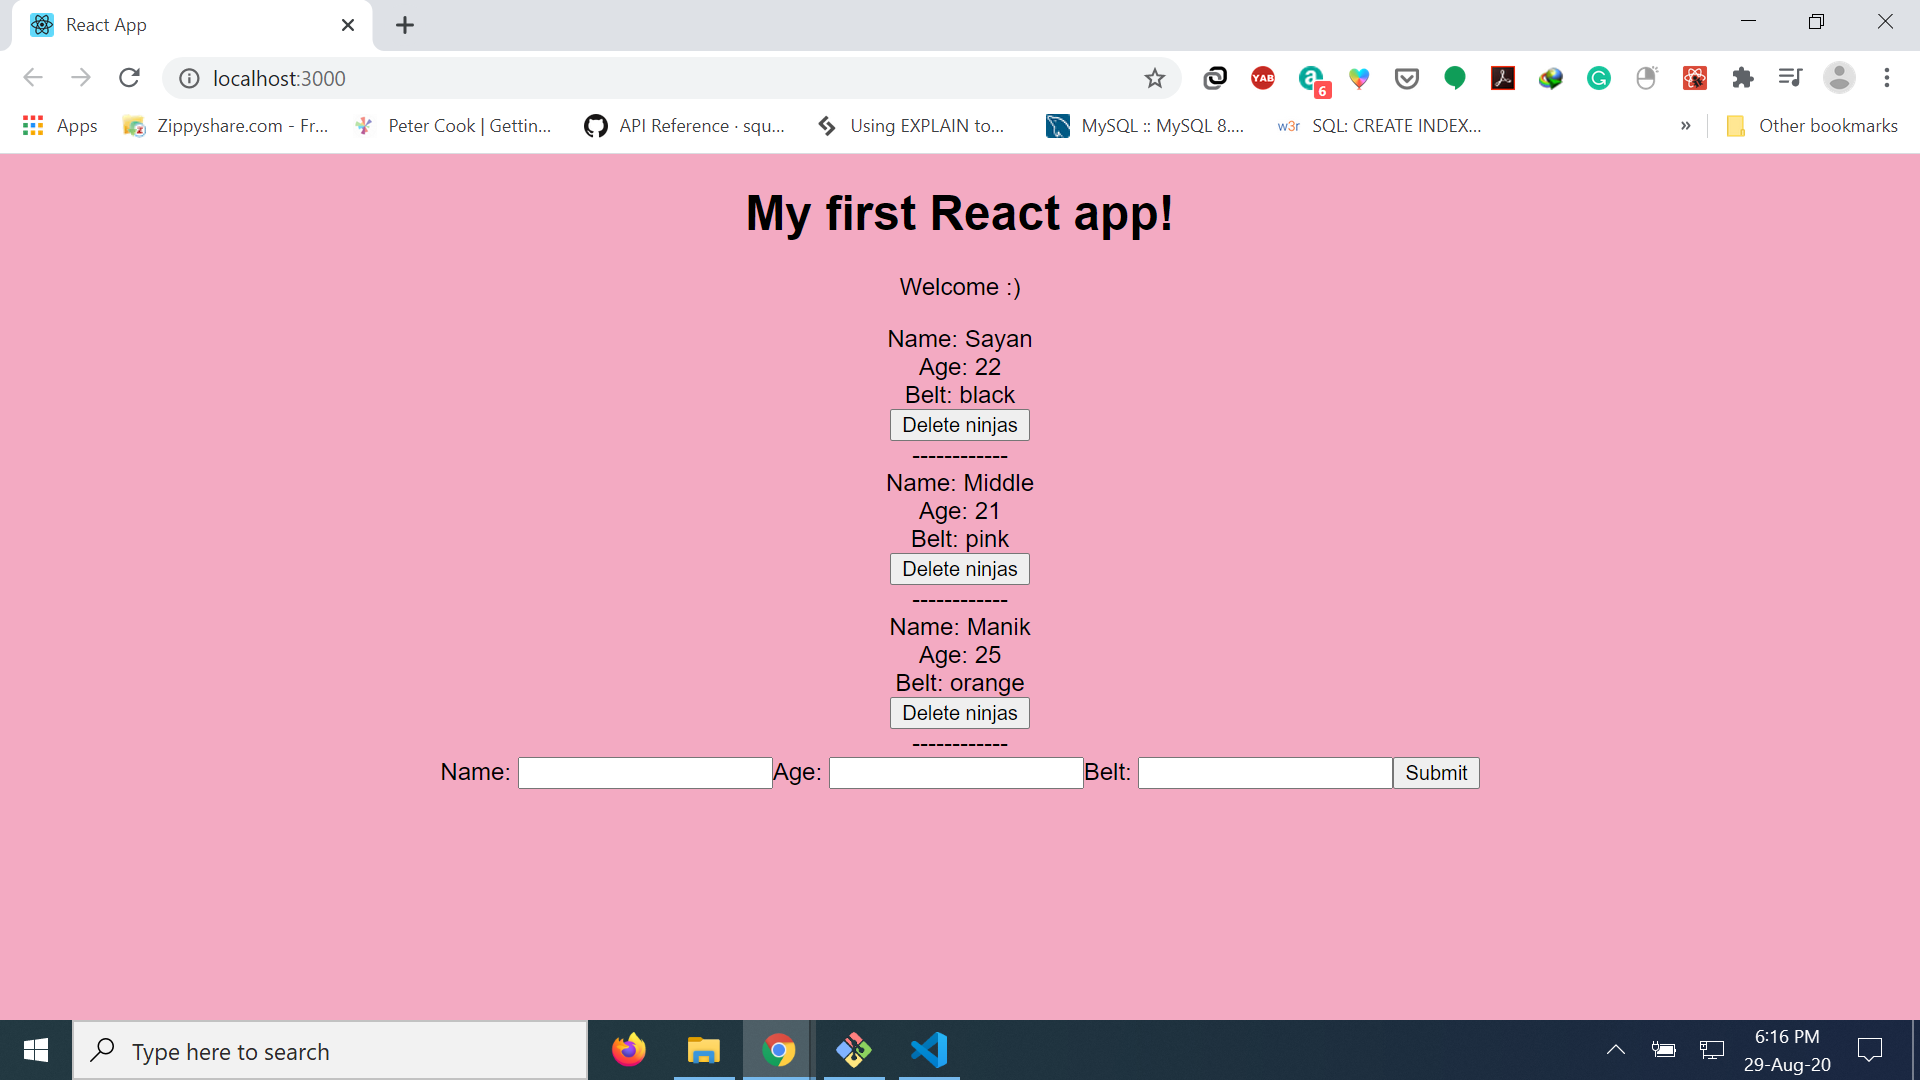 React App
localhost:3000
YAB
a
6
G
Apps
Zippyshare.com - Fr...
Peter Cook | Gettin...
API Reference · squ...
Using EXPLAIN to...
MySQL :: MySQL 8....
w3r
SQL: CREATE INDEX...
»
Other bookmarks
My first React app!
Welcome :)
Name: Sayan
Age: 22
Belt: black
Delete ninjas
------------
Name: Middle
Age: 21
Belt: pink
Delete ninjas
------------
Name: Manik
Age: 25
Belt: orange
Delete ninjas
------------
Name: Age: Belt: Submit
Type here to search
6:16 PM
29-Aug-20